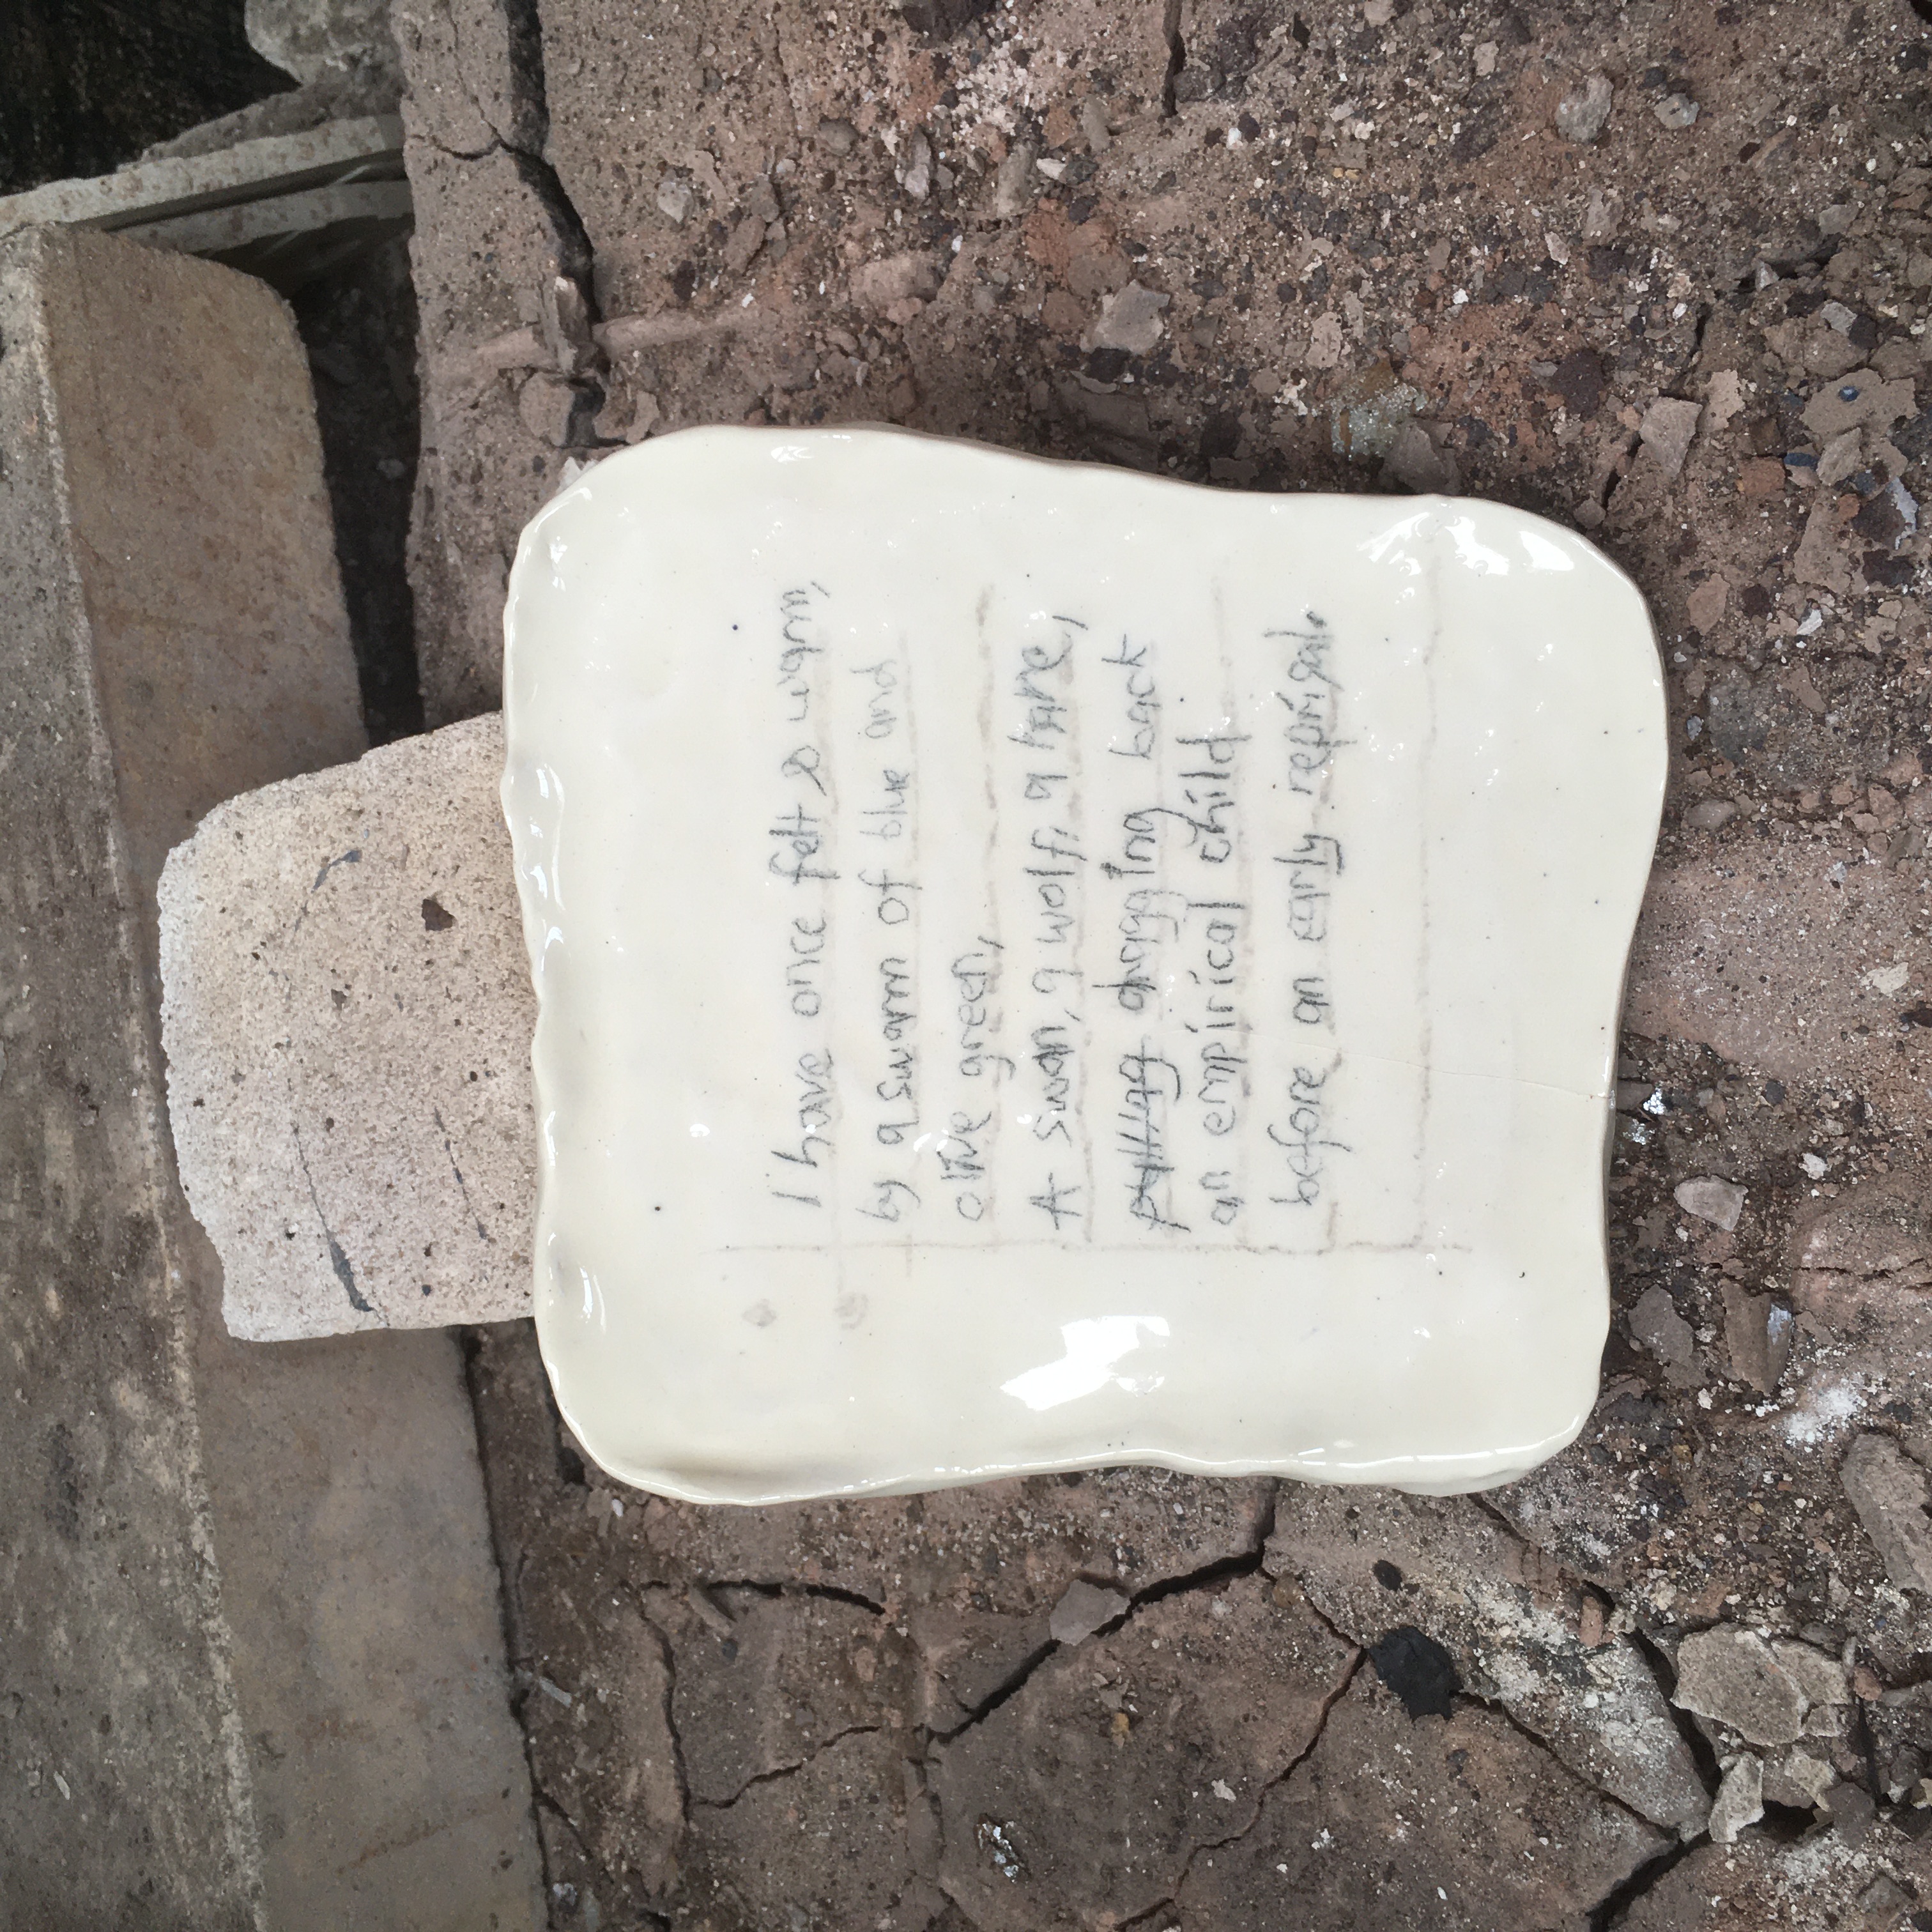 I have once felt so warm,
by a swarm of blue and
olive green,
A swan, a wolf, a hare,
dragging back
an empirical child
before an early reprisal.